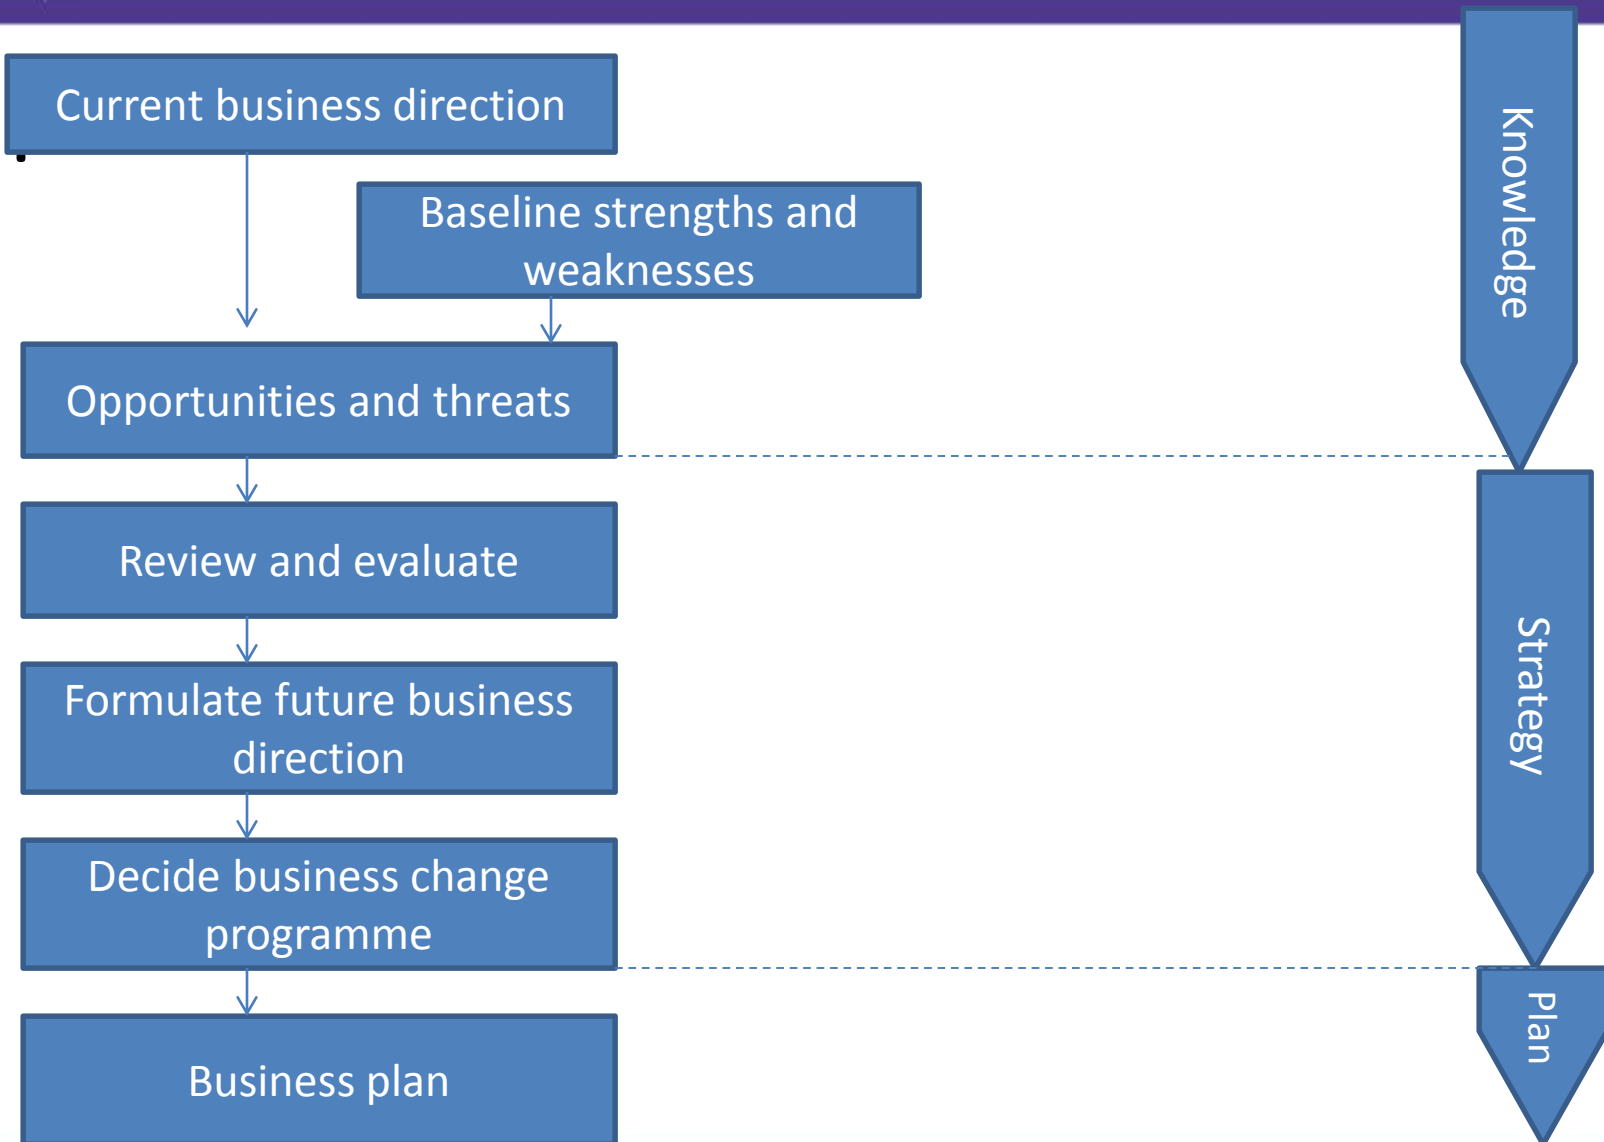 Current business direction
Baseline strengths and
weaknesses
Opportunities and threats
Review and evaluate
Formulate future business
direction
Decide business change
programme
Business plan
Knowledge
Strategy
Plan